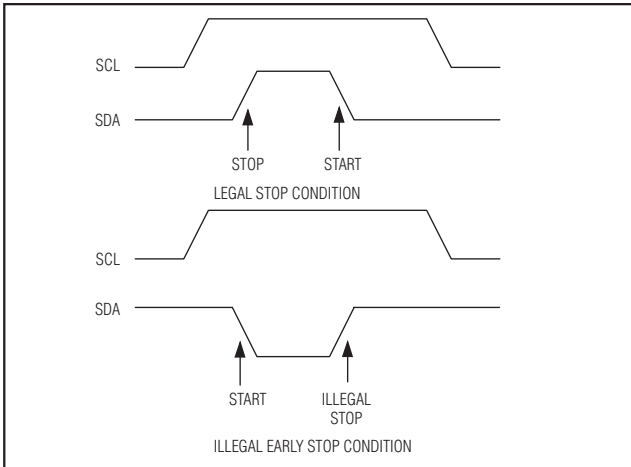 SCL
SDA
STOP START
LEGAL STOP CONDITION
SCL
SDA
START ILLEGAL
STOP
ILLEGAL EARLY STOP CONDITION